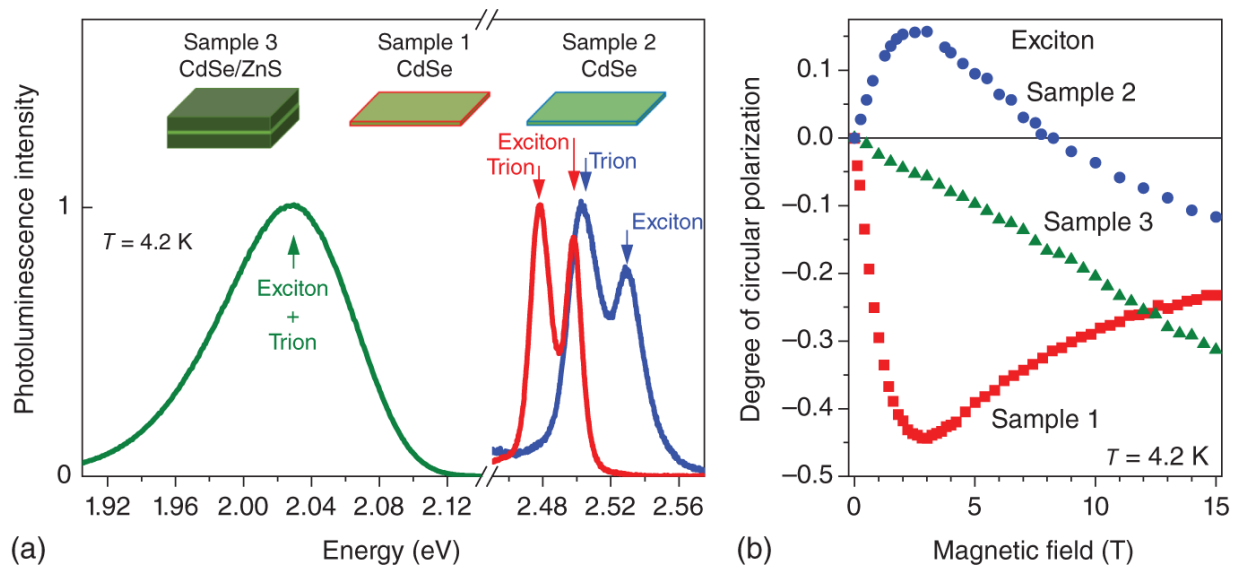 Sample 3
CdSe/ZnS
Sample 1
CdSe
Sample 2
CdSe
Exciton
Trion
Trion
Exciton
T = 4.2 K
Exciton
+
Trion
Photoluminescence intensity
1
0
1.92 1.96 2.00 2.04 2.08 2.12 2.48 2.52 2.56
Energy (eV)
(a)
Exciton
Sample 2
Sample 3
Sample 1
T = 4.2 K
Degree of circular polarization
0.1
0.0
−0.1
−0.2
−0.3
−0.4
−0.5
0 5 10 15
Magnetic field (T)
(b)